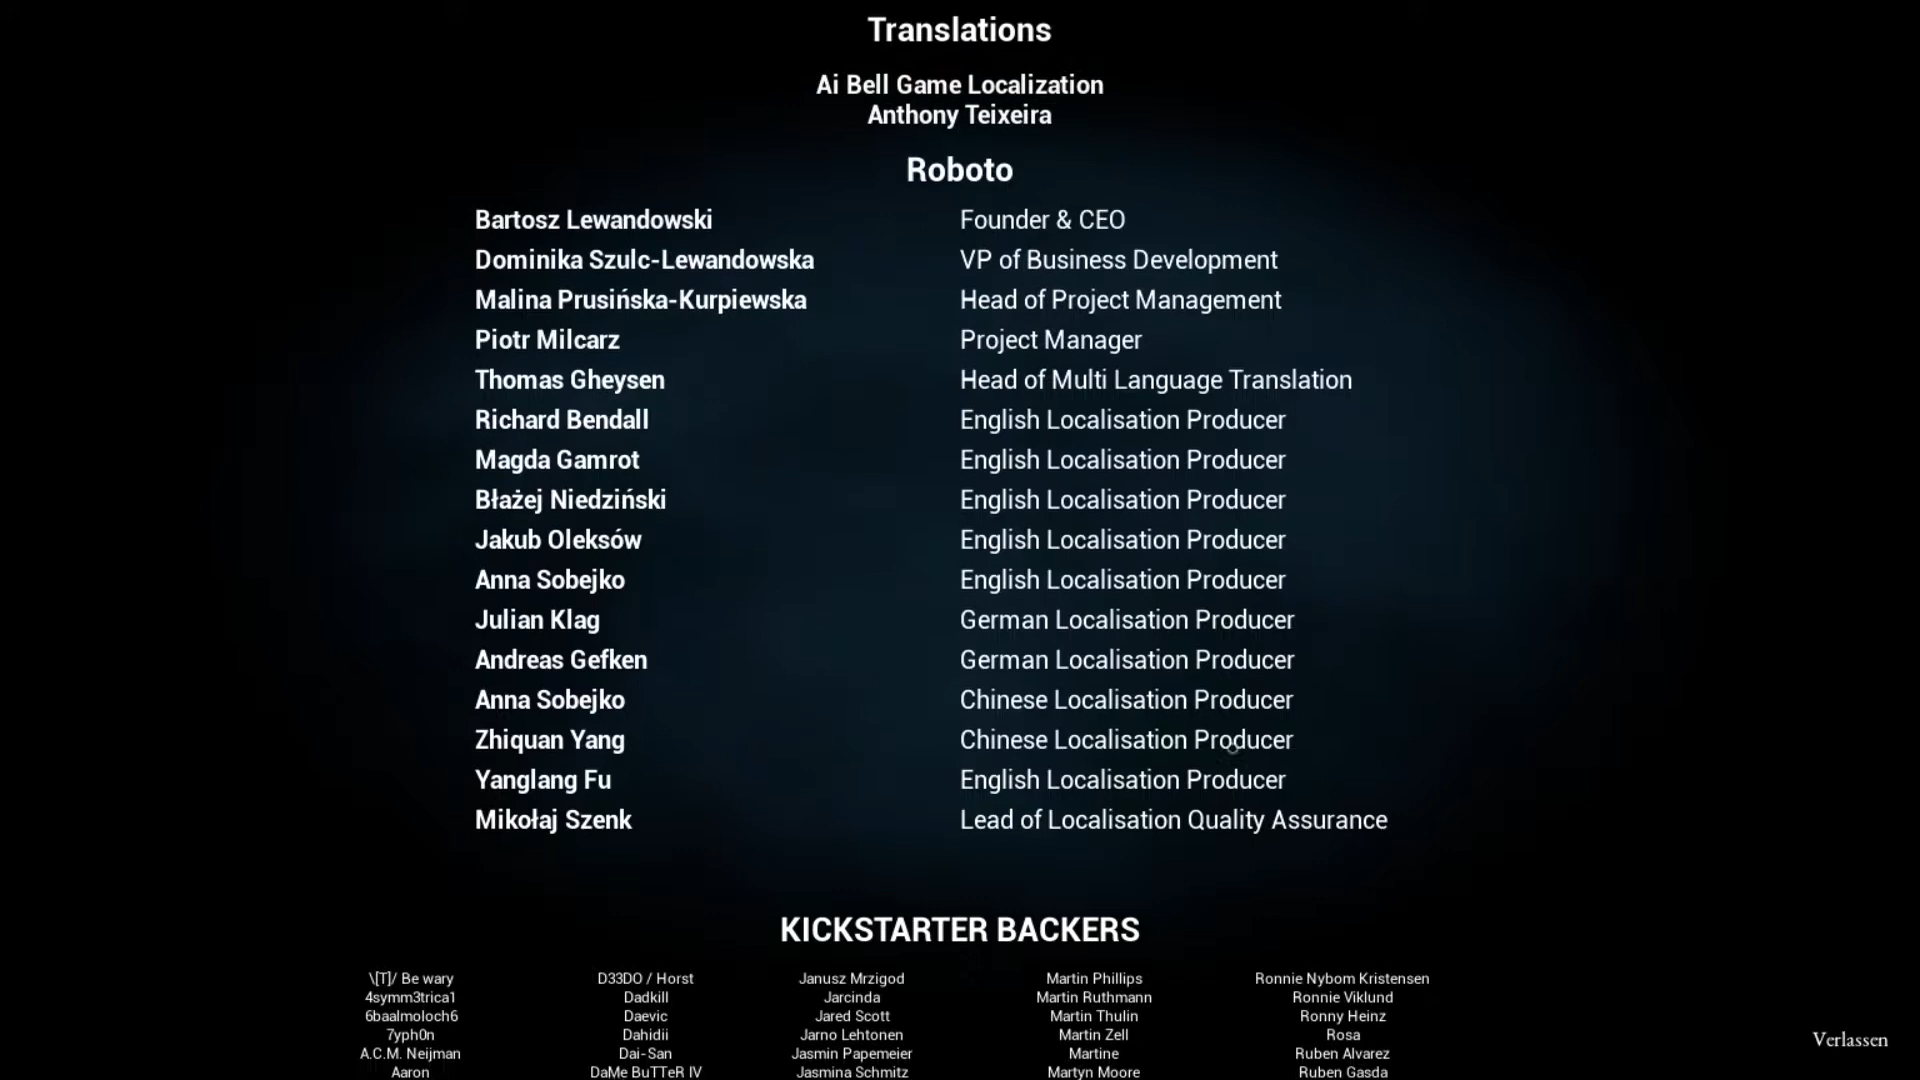 Translations
Ai Bell Game Localization
Anthony Teixeira
Roboto
Bartosz Lewandowski Founder & CEO
Dominika Szulc-Lewandowska VP of Business Development
Malina Prusińska-Kurpiewska Head of Project Management
Piotr Milcarz Project Manager
Thomas Gheysen Head of Multi Language Translation
Richard Bendall English Localisation Producer
Magda Gamrot English Localisation Producer
Błażej Niedziński English Localisation Producer
Jakub Oleksów English Localisation Producer
Anna Sobejko English Localisation Producer
Julian Klag German Localisation Producer
Andreas Gefken German Localisation Producer
Anna Sobejko Chinese Localisation Producer
Zhiquan Yang Chinese Localisation Producer
Yanglang Fu English Localisation Producer
Mikołaj Szenk Lead of Localisation Quality Assurance
KICKSTARTER BACKERS
\[T]/ Be wary D33DO / Horst Janusz Mrzigod Martin Phillips Ronnie Nybom Kristensen
4symm3trica1 Dadkill Jarcinda Martin Ruthmann Ronnie Viklund
6baalmoloch6 Daevic Jared Scott Martin Thulin Ronny Heinz
7yph0n Dahidii Jarno Lehtonen Martin Zell Rosa
A.C.M. Neijman Dai-San Jasmin Papemeier Martine Ruben Alvarez
Aaron DaMe BuTTeR IV Jasmina Schmitz Martyn Moore Ruben Gasda
Verlassen